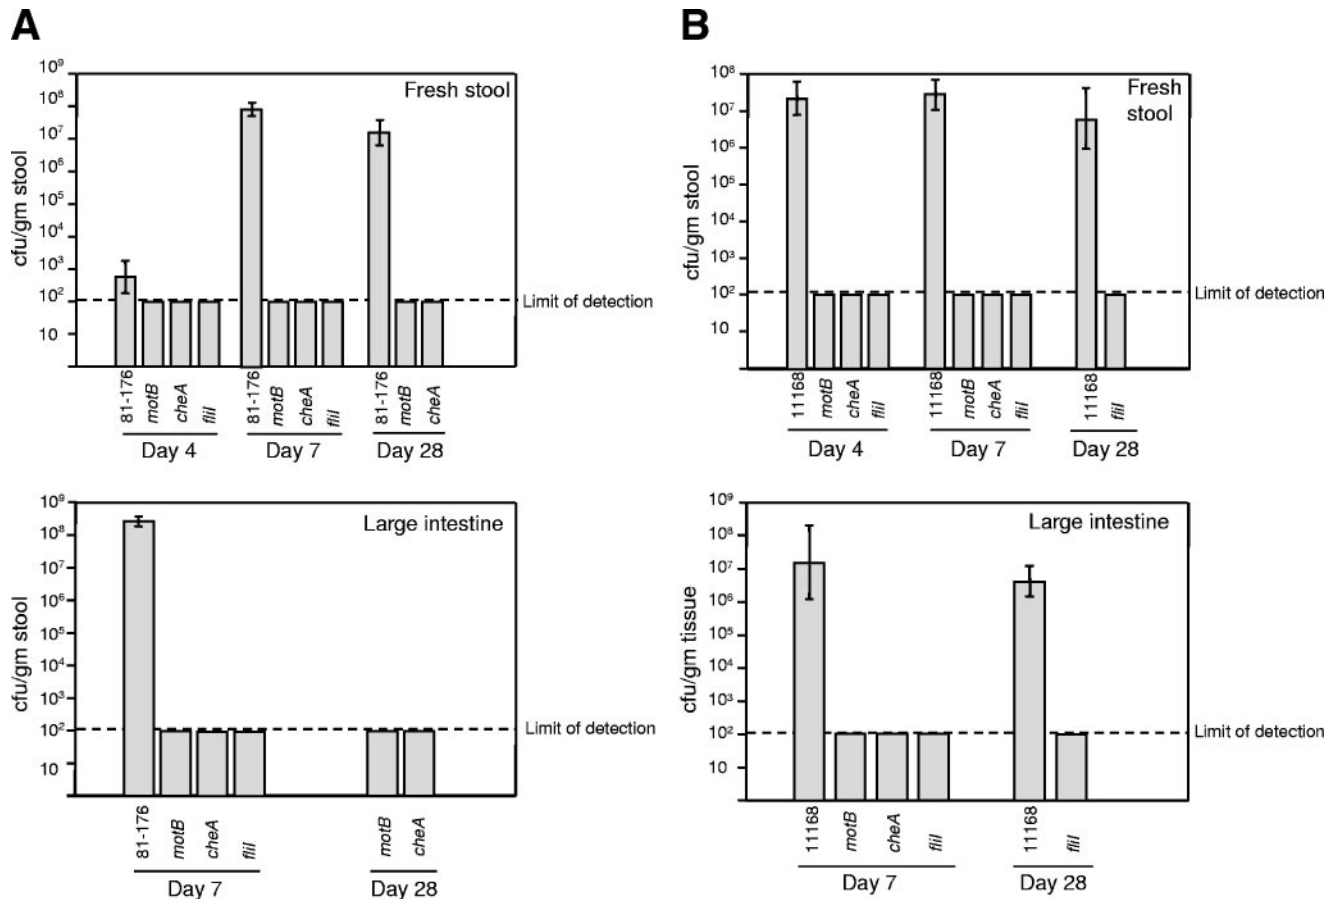 A
10⁹
10⁸
10⁷
10⁶
10⁵
10⁴
10³
10²
10
cfu/gm stool
Fresh stool
Limit of detection
81-176
motB
cheA
fliI
81-176
motB
cheA
fliI
81-176
motB
cheA
Day 4
Day 7
Day 28
10⁹
10⁸
10⁷
10⁶
10⁵
10⁴
10³
10²
10
cfu/gm stool
Large intestine
Limit of detection
81-176
motB
cheA
fliI
motB
cheA
Day 7
Day 28
B
10⁸
10⁷
10⁶
10⁵
10⁴
10³
10²
10
cfu/gm stool
Fresh
stool
Limit of detection
11168
motB
cheA
fliI
11168
motB
cheA
fliI
11168
fliI
Day 4
Day 7
Day 28
10⁹
10⁸
10⁷
10⁶
10⁵
10⁴
10³
10²
10
cfu/gm tissue
Large intestine
Limit of detection
11168
motB
cheA
fliI
11168
fliI
Day 7
Day 28